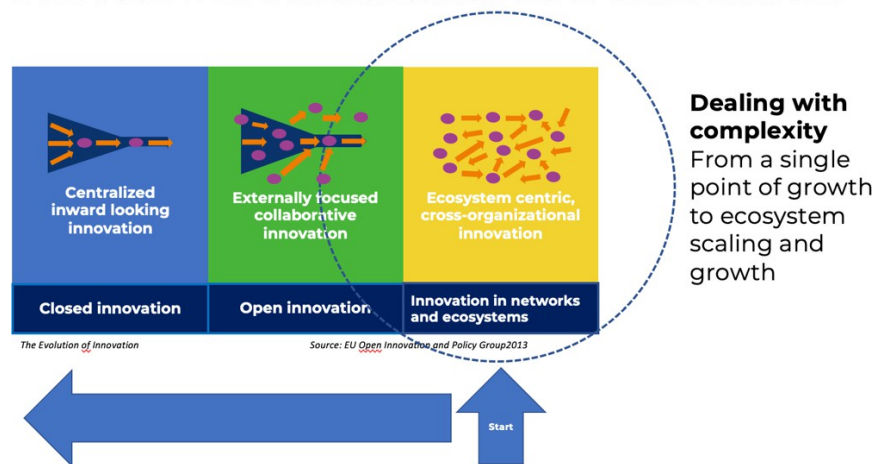 Centralized
inward looking
innovation
Externally focused
collaborative
innovation
Ecosystem centric,
cross-organizational
innovation
Closed innovation
Open innovation
Innovation in networks
and ecosystems
The Evolution of Innovation
Source: EU Open Innovation and Policy Group2013
Dealing with
complexity
From a single
point of growth
to ecosystem
scaling and
growth
Start